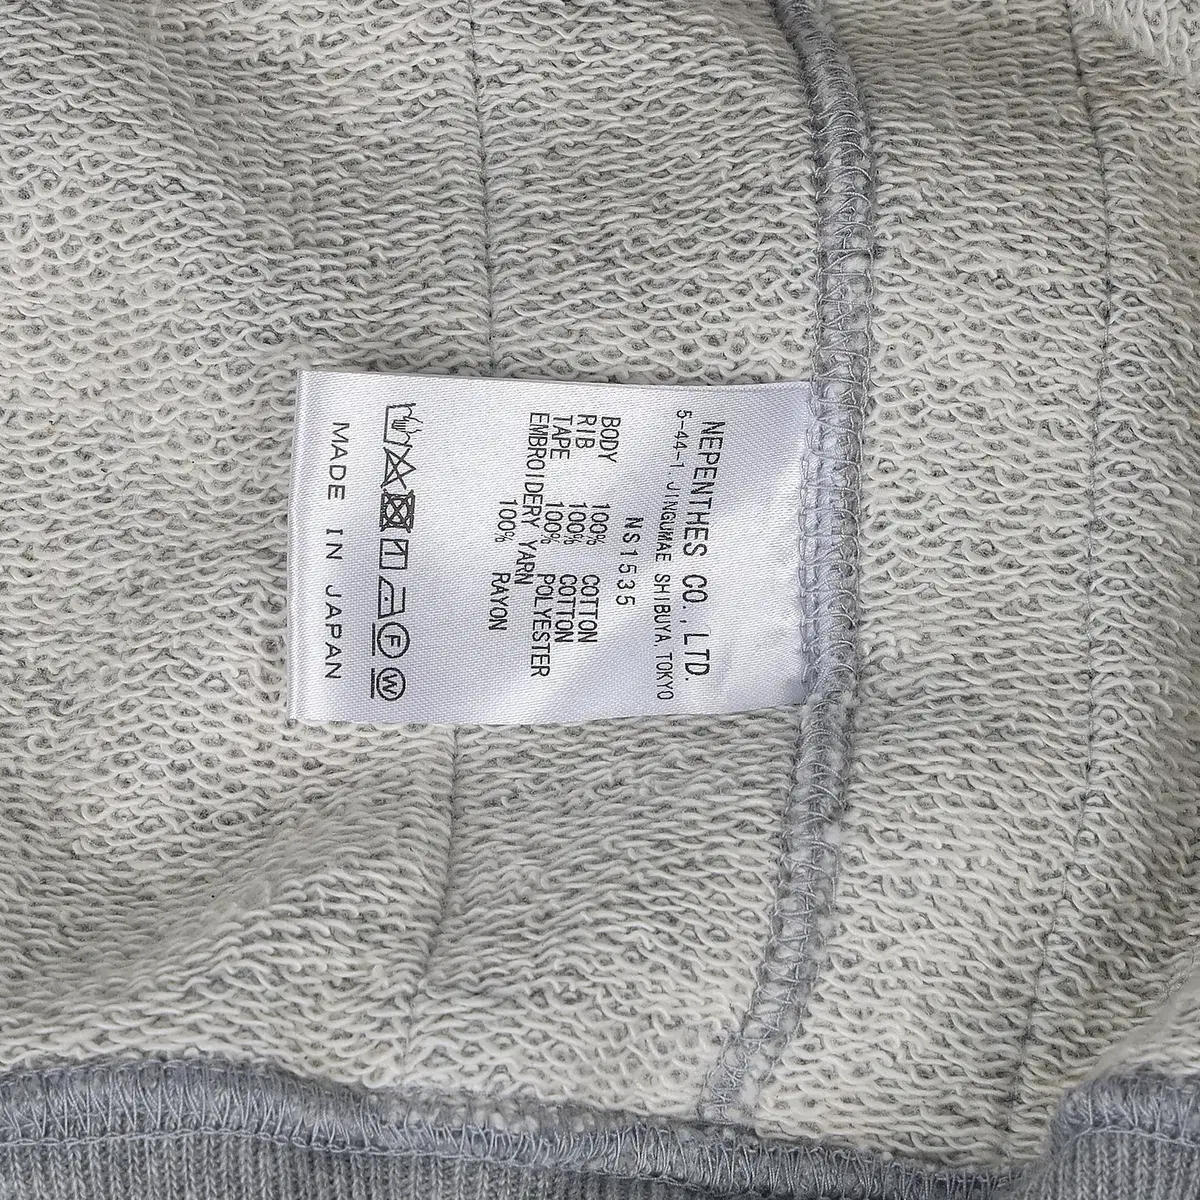 NEPENTHES CO., LTD.
5-44-1 JINGUMAE SHIBUYA, TOKYO
NS1535
BODY 100% COTTON
RIB 100% COTTON
TAPE 100% POLYESTER
EMBROIDERY YARN
100% RAYON
F W
MADE IN JAPAN